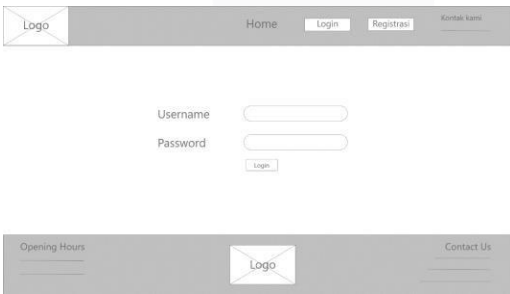 Logo Home Login Registrasi Kontak kami
Username
Password
Login
Opening Hours Logo Contact Us